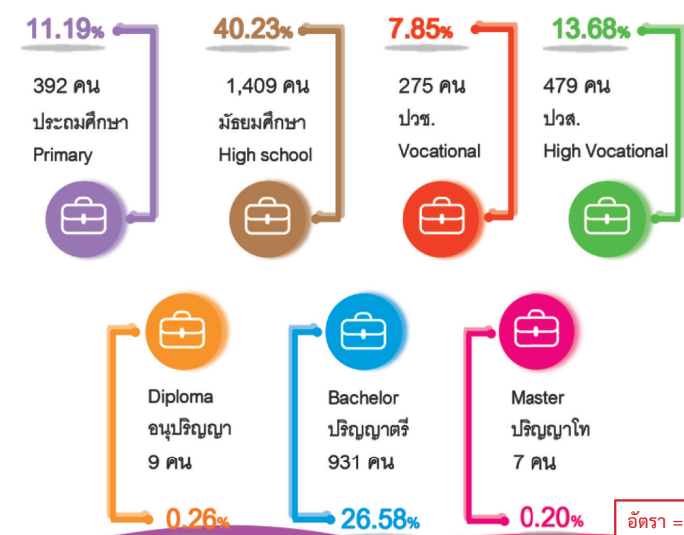 11.19% 40.23% 7.85% 13.68%
392 คน 1,409 คน 275 คน 479 คน
ประถมศึกษา มัธยมศึกษา ปวช. ปวส.
Primary High school Vocational High Vocational
Diploma Bachelor Master
อนุปริญญา ปริญญาตรี ปริญญาโท
9 คน 931 คน 7 คน
0.26% 26.58% 0.20% อัตรา =